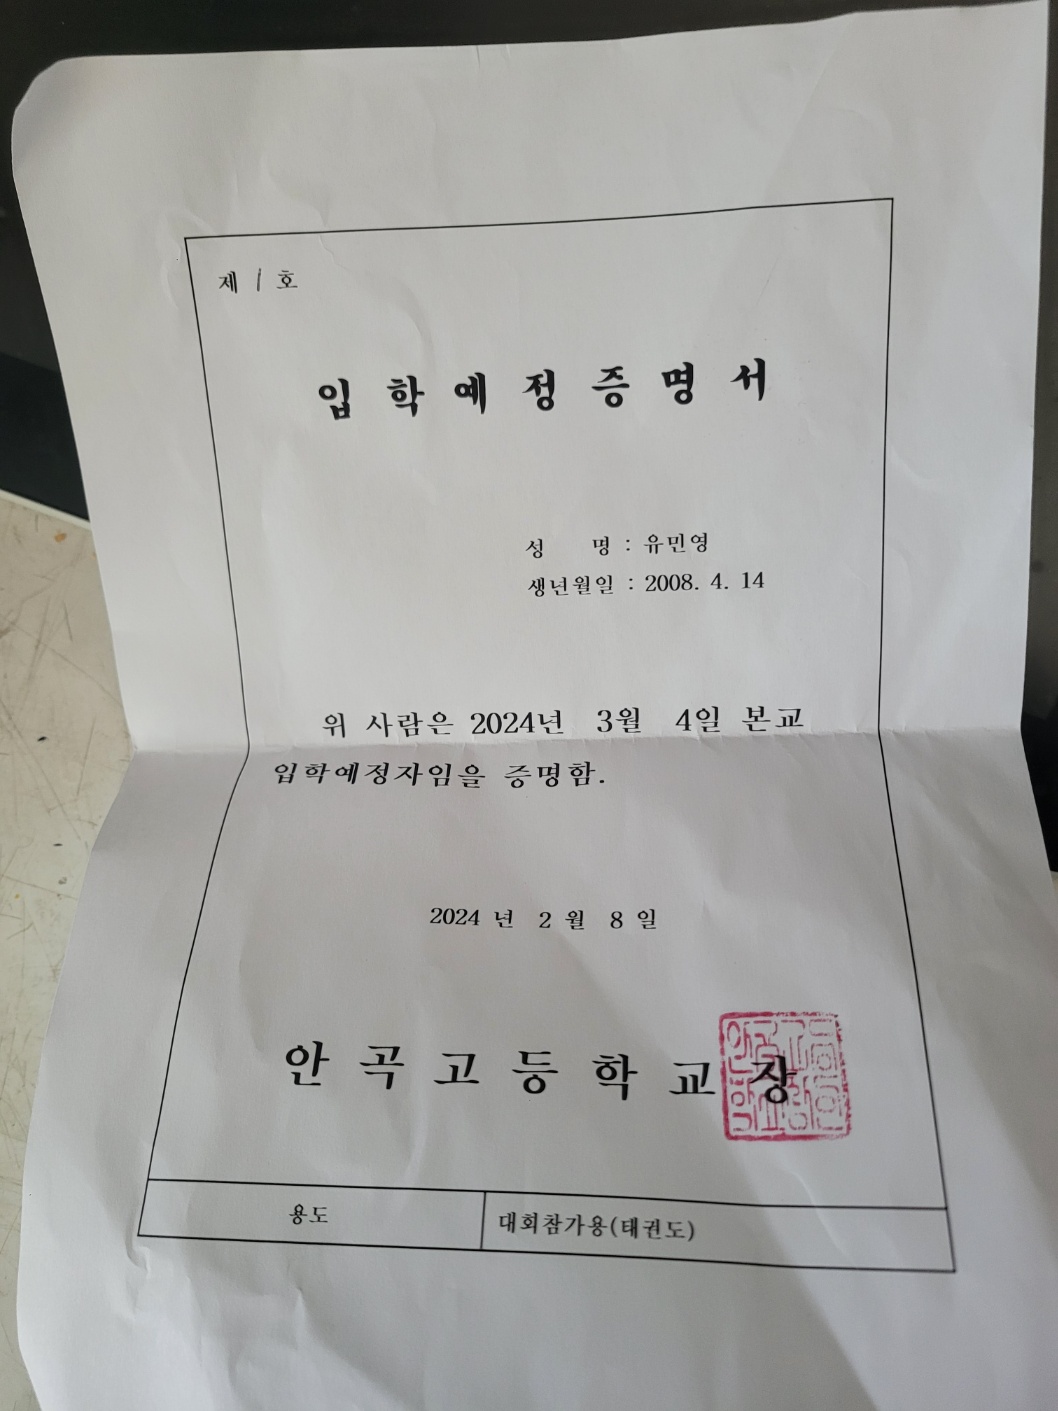 제 1 호
입학예정증명서
성 명 : 유민영
생년월일 : 2008. 4. 14
위 사람은 2024년 3월 4일 본교
입학예정자임을 증명함.
2024 년 2 월 8 일
안곡고등학교장
용도 대회참가용(태권도)